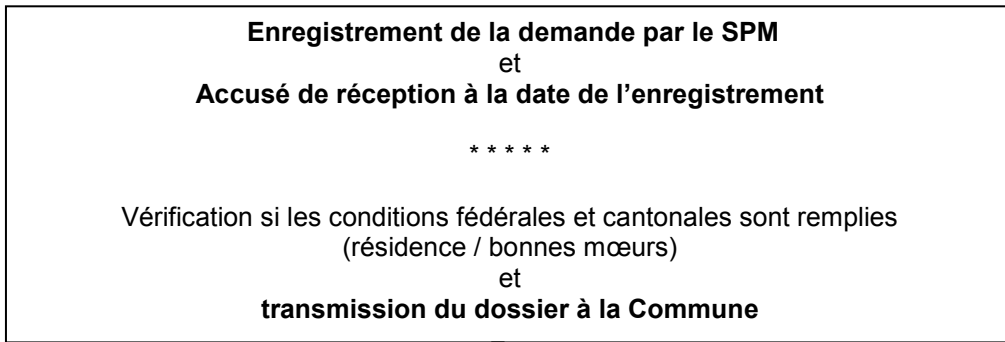 Enregistrement de la demande par le SPM
et
Accusé de réception à la date de l’enregistrement
* * * * *
Vérification si les conditions fédérales et cantonales sont remplies
(résidence / bonnes mœurs)
et
transmission du dossier à la Commune